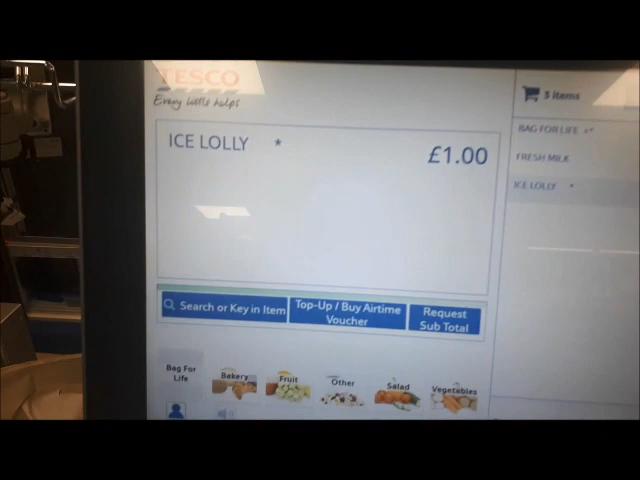 TESCO
Every little helps
3 items
BAG FOR LIFE *
FRESH MILK
ICE LOLLY *
ICE LOLLY *
£1.00
Search or Key in Item
Top-Up / Buy Airtime
Voucher
Request
Sub Total
Bag For
Life
Bakery
Fruit
Other
Salad
Vegetables